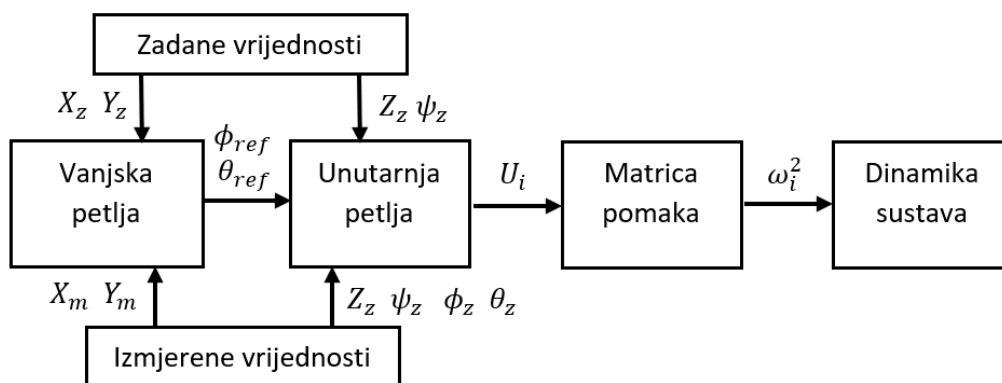 Zadane vrijednosti
X_z Y_z
Z_z ψ_z
Vanjska
petlja
ϕ_ref
θ_ref
Unutarnja
petlja
U_i
Matrica
pomaka
ω_i^2
Dinamika
sustava
X_m Y_m
Z_z ψ_z ϕ_z θ_z
Izmjerene vrijednosti